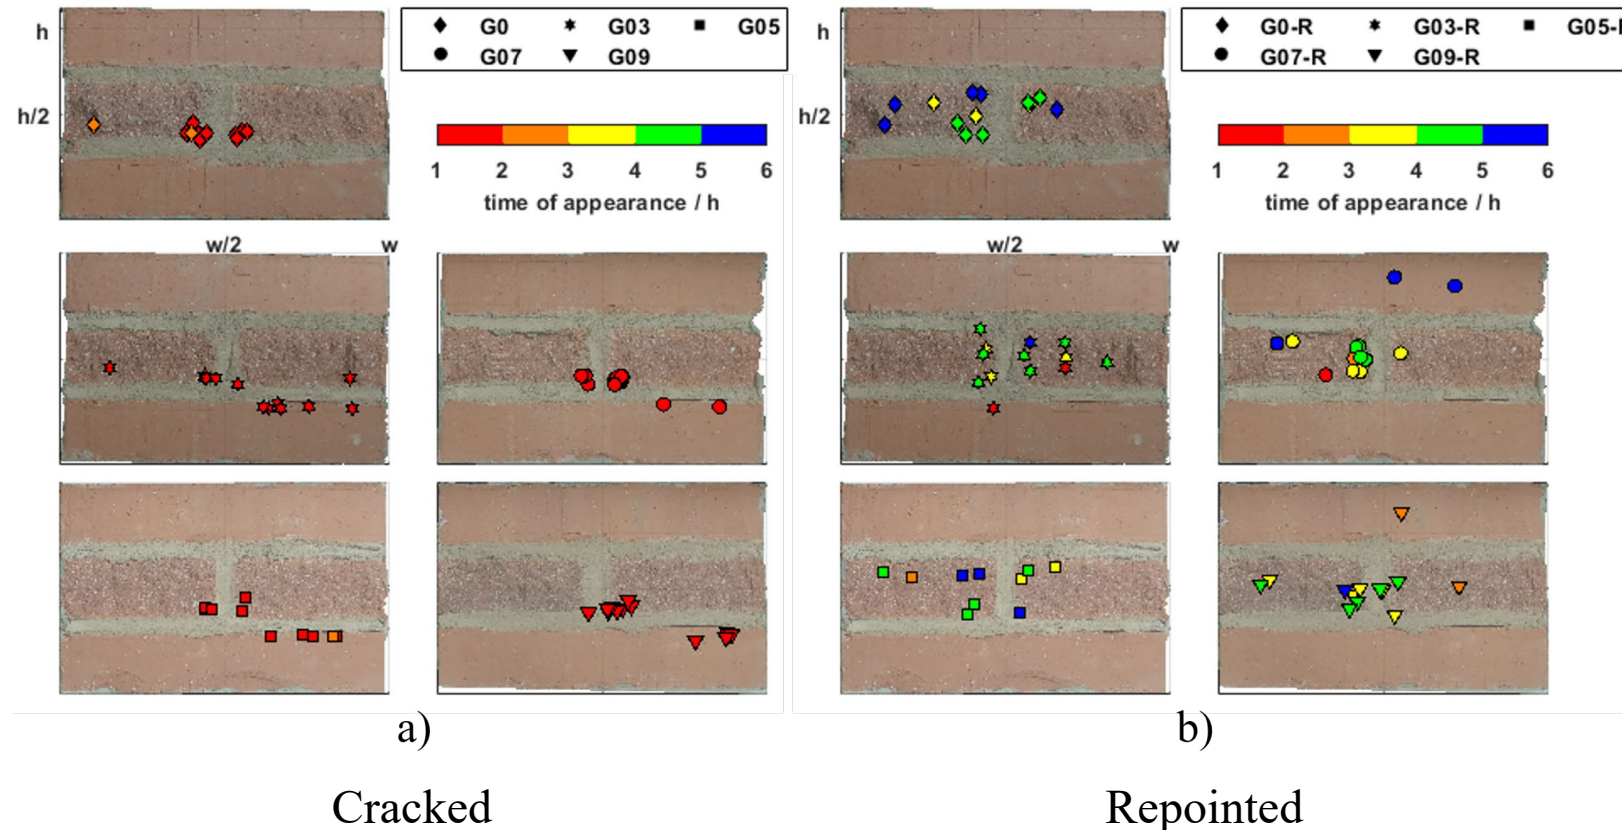 h
h/2
G0 G03 G05
G07 G09
1 2 3 4 5 6
time of appearance / h
w/2 w
a)
Cracked
h
h/2
G0-R G03-R G05-
G07-R G09-R
1 2 3 4 5 6
time of appearance / h
w/2 w
b)
Repointed